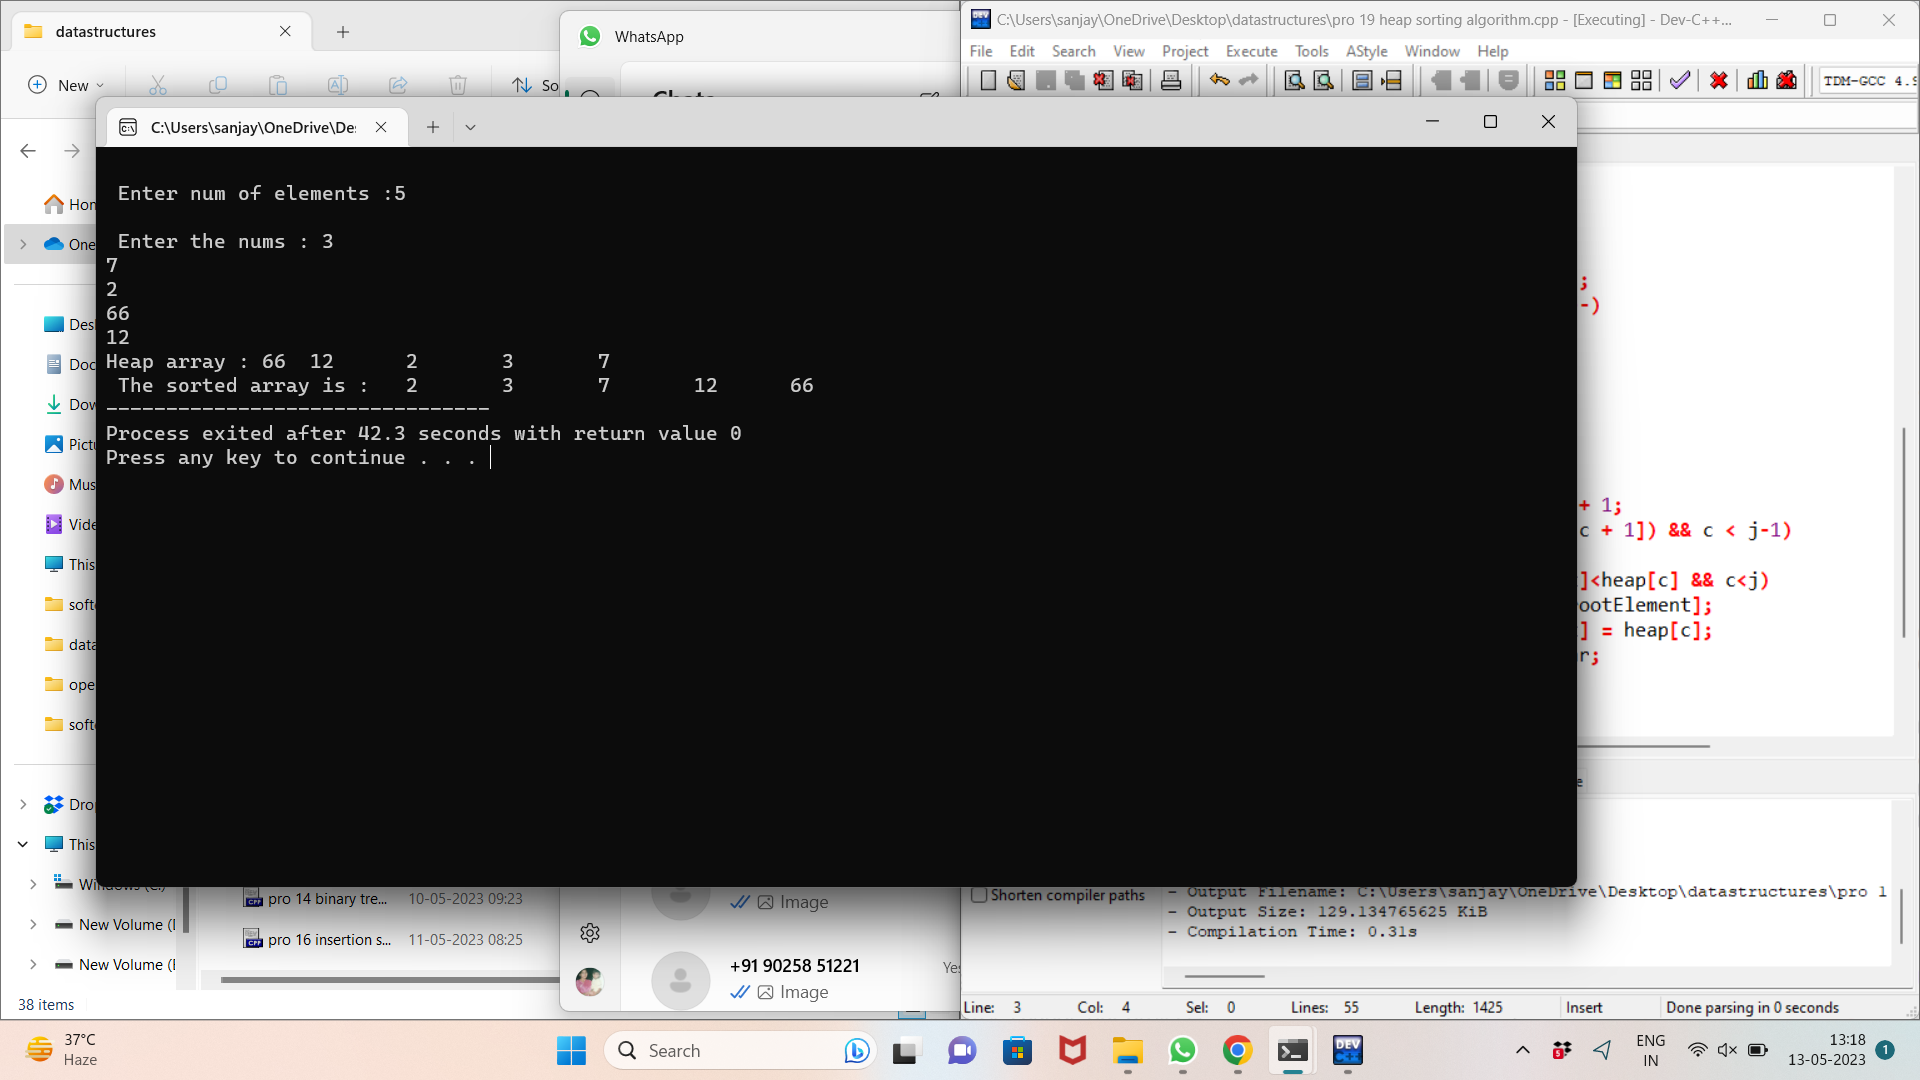 datastructures
New
So
Hon
One
Desl
Doc
Dow
Pictu
Mus
Vide
This
softv
data
ope
softv
Dro
This
Windows (C:)
New Volume (I
New Volume (I
pro 14 binary tre... 10-05-2023 09:23
pro 16 insertion s... 11-05-2023 08:25
38 items
WhatsApp
Chats
Image
+91 90258 51221 Yes
Image
C:\Users\sanjay\OneDrive\Desktop\datastructures\pro 19 heap sorting algorithm.cpp - [Executing] - Dev-C++...
File Edit Search View Project Execute Tools AStyle Window Help
TDM-GCC 4.9
C:\Users\sanjay\OneDrive\De:
Enter num of elements :5
Enter the nums : 3
7
2
66
12
Heap array : 66 12 2 3 7
The sorted array is : 2 3 7 12 66
--------------------------------
Process exited after 42.3 seconds with return value 0
Press any key to continue . . .
;
-)
+ 1;
c + 1]) && c < j-1)
]<heap[c] && c<j)
ootElement];
] = heap[c];
r;
e
Shorten compiler paths
- Output Filename: C:\Users\sanjay\OneDrive\Desktop\datastructures\pro 1
- Output Size: 129.134765625 KiB
- Compilation Time: 0.31s
Line: 3 Col: 4 Sel: 0 Lines: 55 Length: 1425 Insert Done parsing in 0 seconds
37°C
Haze
Search
DEV
C++
ENG
IN
13:18
13-05-2023
1